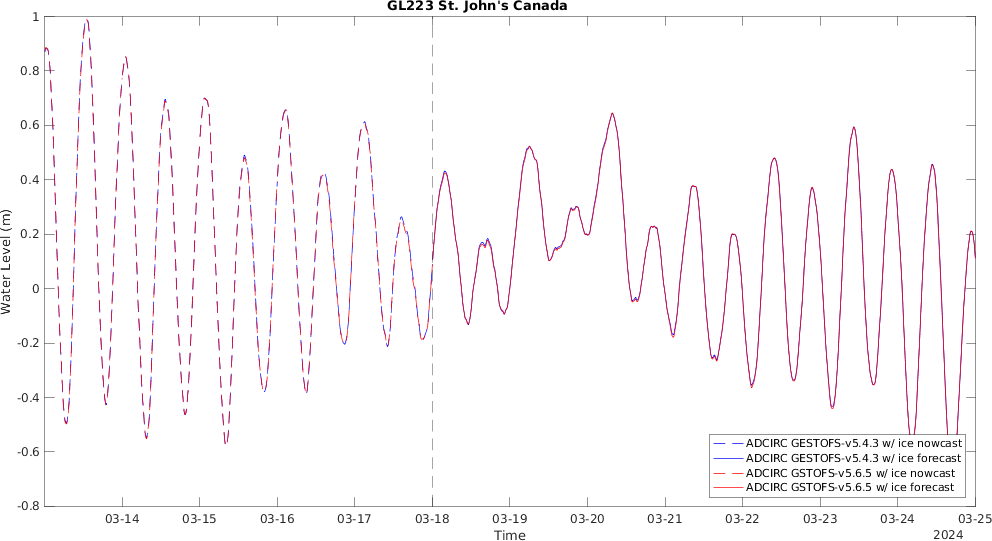 GL223 St. John's Canada
Water Level (m)
1
0.8
0.6
0.4
0.2
0
-0.2
-0.4
-0.6
-0.8
ADCIRC GESTOFS-v5.4.3 w/ ice nowcast
ADCIRC GESTOFS-v5.4.3 w/ ice forecast
ADCIRC GSTOFS-v5.6.5 w/ ice nowcast
ADCIRC GSTOFS-v5.6.5 w/ ice forecast
03-14 03-15 03-16 03-17 03-18 03-19 03-20 03-21 03-22 03-23 03-24 03-25
Time
2024